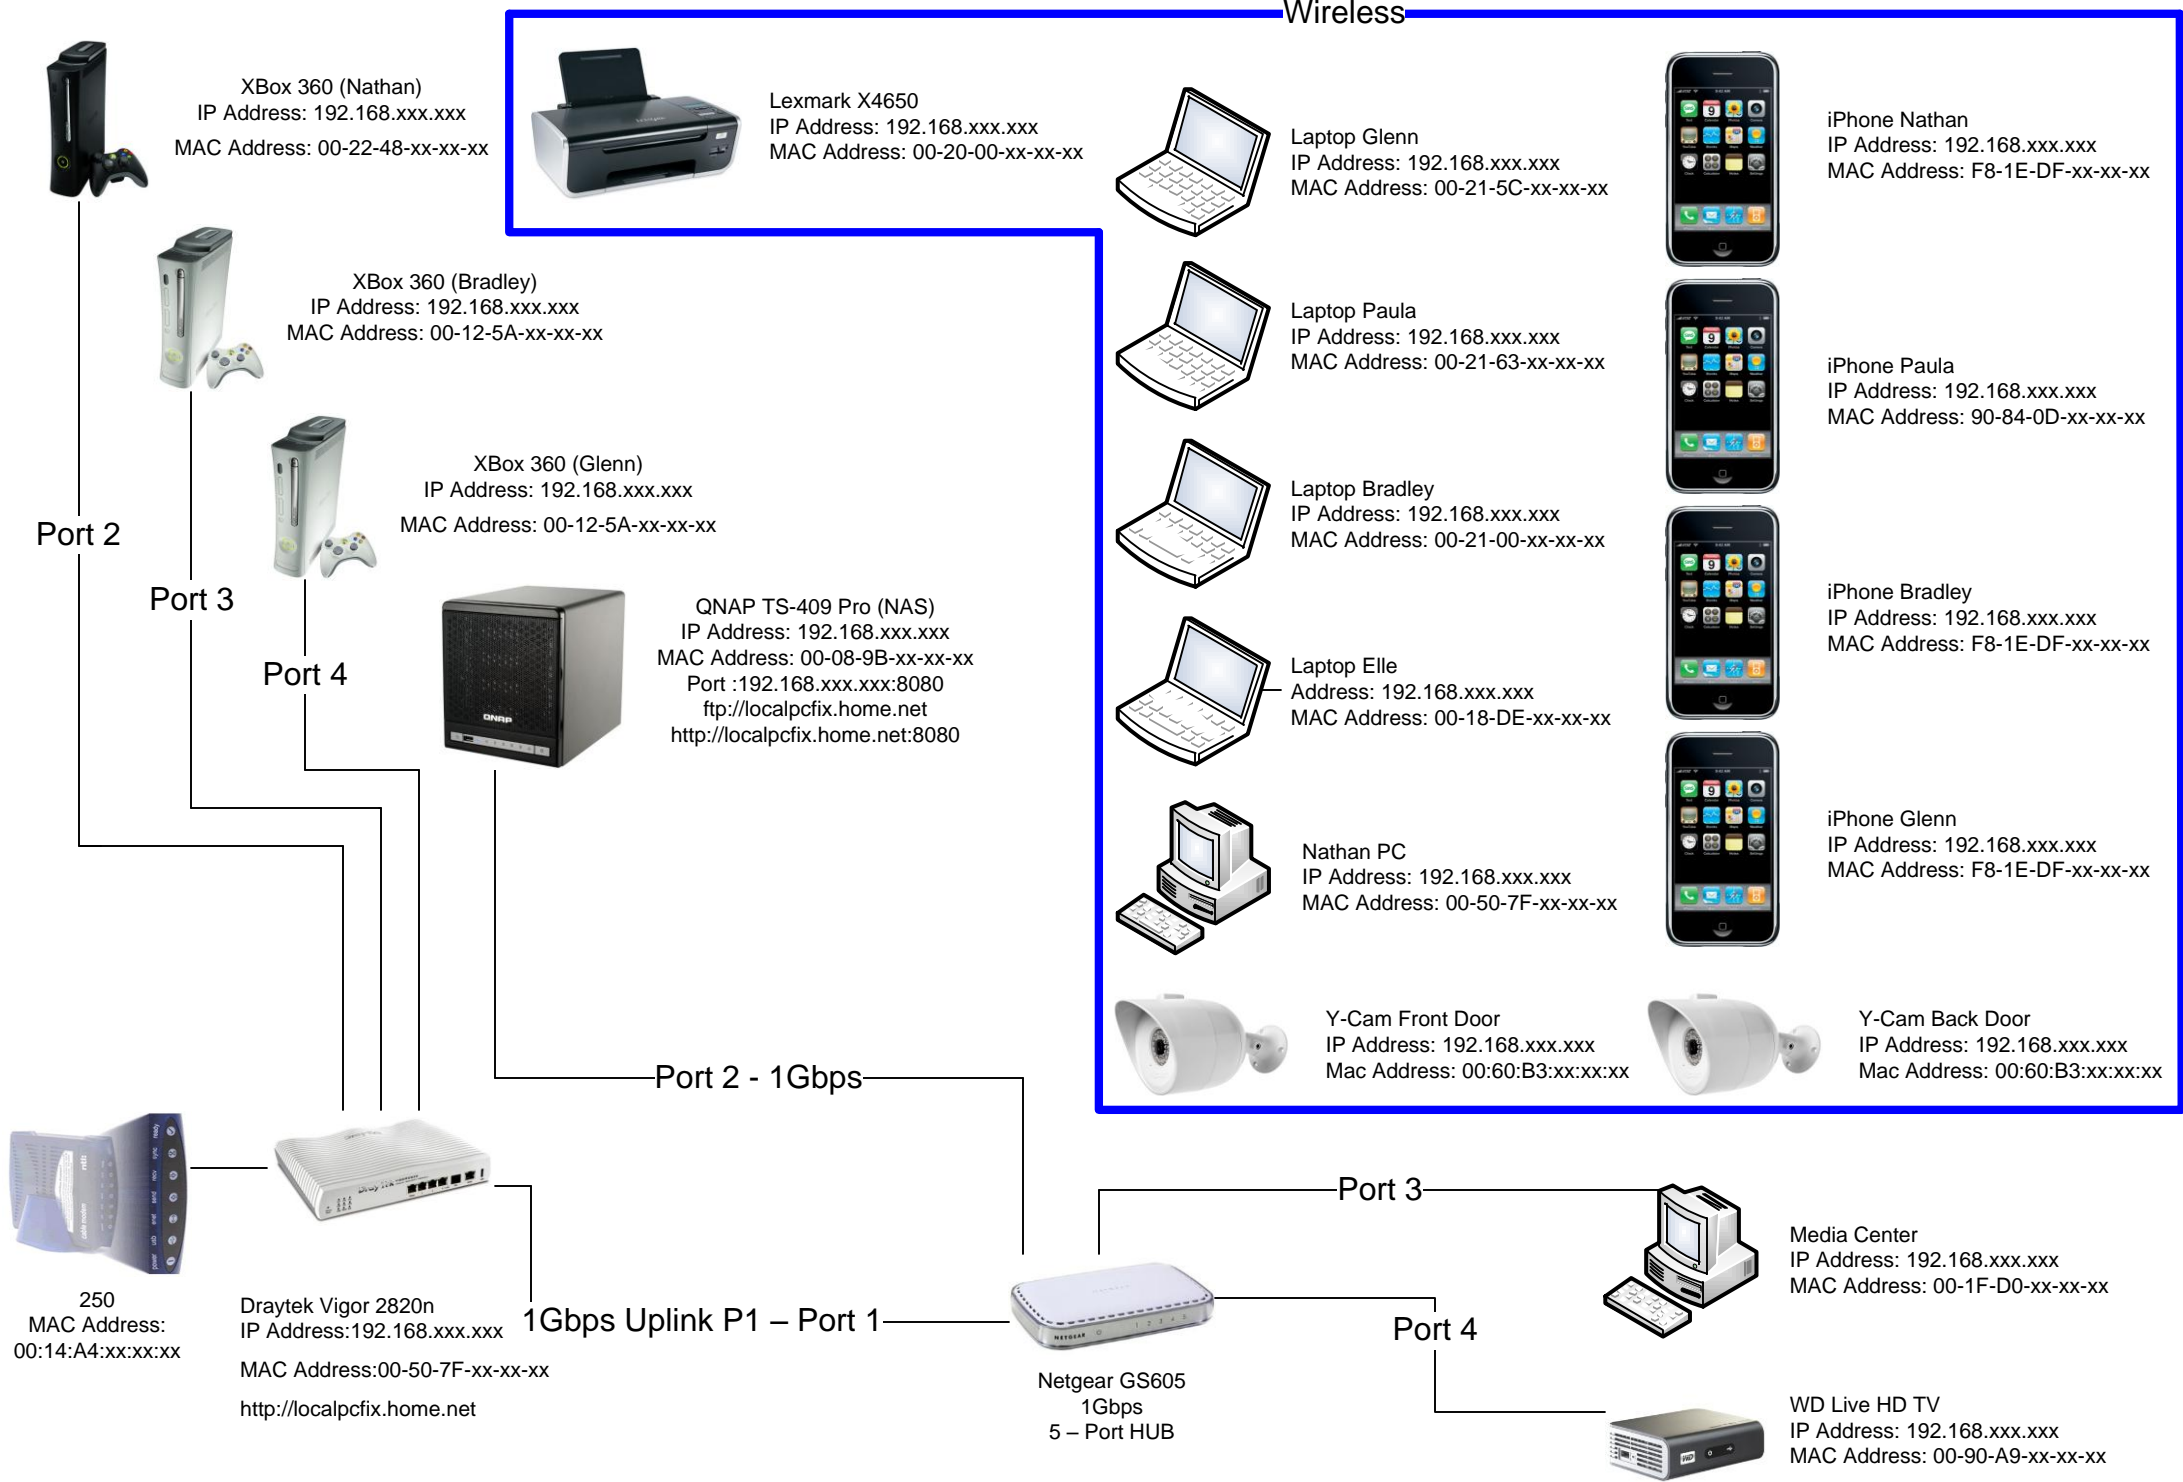 Wireless
XBox 360 (Nathan)
IP Address: 192.168.xxx.xxx
MAC Address: 00-22-48-xx-xx-xx
Lexmark X4650
IP Address: 192.168.xxx.xxx
MAC Address: 00-20-00-xx-xx-xx
Laptop Glenn
IP Address: 192.168.xxx.xxx
MAC Address: 00-21-5C-xx-xx-xx
iPhone Nathan
IP Address: 192.168.xxx.xxx
MAC Address: F8-1E-DF-xx-xx-xx
XBox 360 (Bradley)
IP Address: 192.168.xxx.xxx
MAC Address: 00-12-5A-xx-xx-xx
Laptop Paula
IP Address: 192.168.xxx.xxx
MAC Address: 00-21-63-xx-xx-xx
iPhone Paula
IP Address: 192.168.xxx.xxx
MAC Address: 90-84-0D-xx-xx-xx
XBox 360 (Glenn)
IP Address: 192.168.xxx.xxx
MAC Address: 00-12-5A-xx-xx-xx
Laptop Bradley
IP Address: 192.168.xxx.xxx
MAC Address: 00-21-00-xx-xx-xx
Port 2
Port 3
Port 4
QNAP TS-409 Pro (NAS)
IP Address: 192.168.xxx.xxx
MAC Address: 00-08-9B-xx-xx-xx
Port :192.168.xxx.xxx:8080
ftp://localpcfix.home.net
http://localpcfix.home.net:8080
QNAP
iPhone Bradley
IP Address: 192.168.xxx.xxx
MAC Address: F8-1E-DF-xx-xx-xx
Laptop Elle
Address: 192.168.xxx.xxx
MAC Address: 00-18-DE-xx-xx-xx
iPhone Glenn
IP Address: 192.168.xxx.xxx
MAC Address: F8-1E-DF-xx-xx-xx
Nathan PC
IP Address: 192.168.xxx.xxx
MAC Address: 00-50-7F-xx-xx-xx
Y-Cam Front Door
IP Address: 192.168.xxx.xxx
Mac Address: 00:60:B3:xx:xx:xx
Y-Cam Back Door
IP Address: 192.168.xxx.xxx
Mac Address: 00:60:B3:xx:xx:xx
Port 2 - 1Gbps
power usb enet send recv sync ready
cable modem
ntl:
DrayTek
Port 3
Media Center
IP Address: 192.168.xxx.xxx
MAC Address: 00-1F-D0-xx-xx-xx
250
MAC Address:
00:14:A4:xx:xx:xx
Draytek Vigor 2820n
IP Address:192.168.xxx.xxx
MAC Address:00-50-7F-xx-xx-xx
http://localpcfix.home.net
1Gbps Uplink P1 – Port 1
NETGEAR
1 2 3 4 5
Port 4
Netgear GS605
1Gbps
5 – Port HUB
WD Live HD TV
IP Address: 192.168.xxx.xxx
MAC Address: 00-90-A9-xx-xx-xx
WD